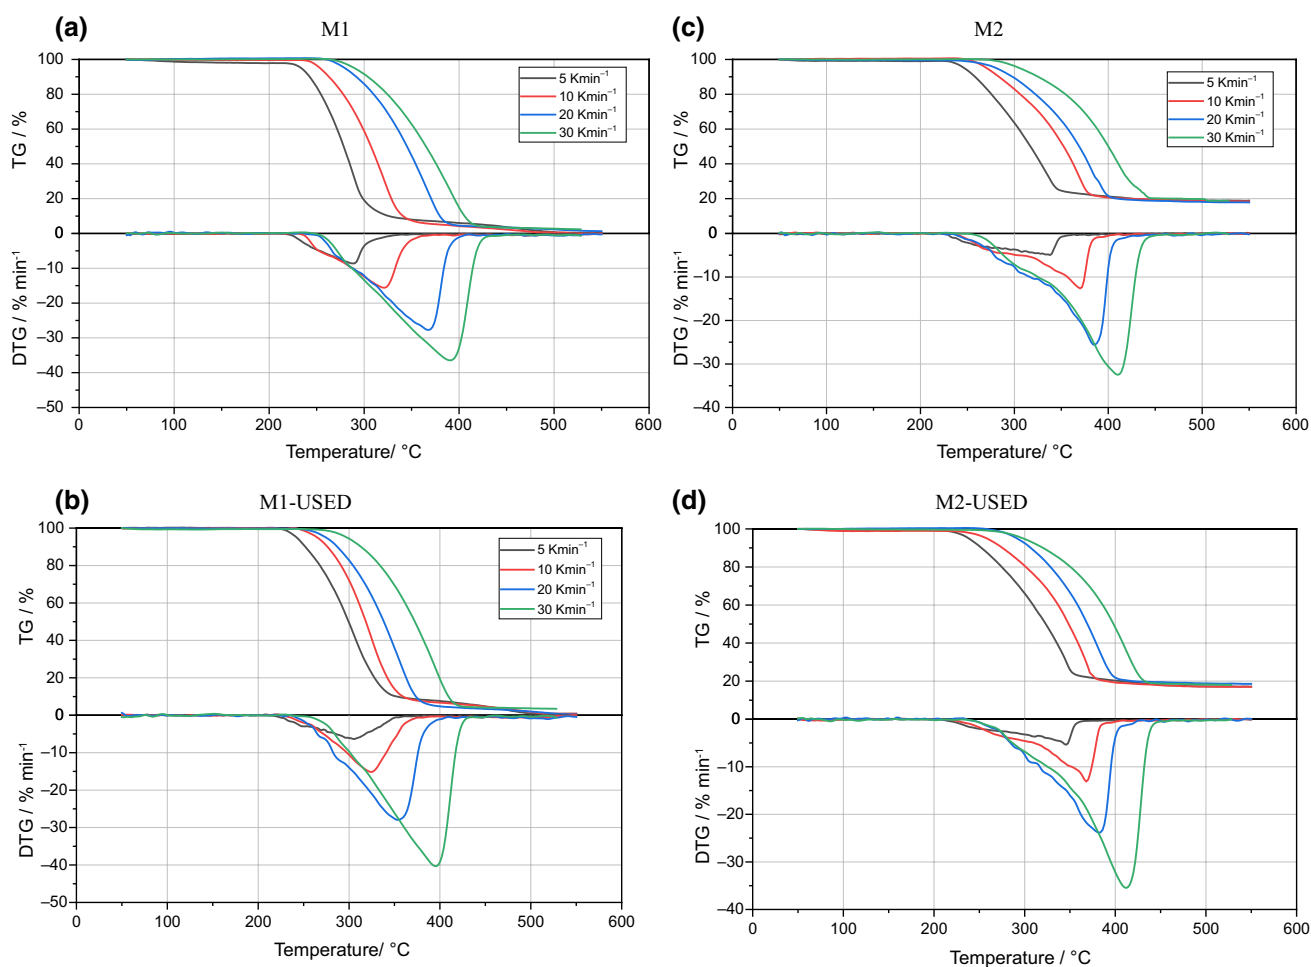 (a)
M1
100
80
60
40
20
0
–10
–20
–30
–40
–50
TG / %
DTG / % min⁻¹
5 Kmin⁻¹
10 Kmin⁻¹
20 Kmin⁻¹
30 Kmin⁻¹
0 100 200 300 400 500 600
Temperature/ °C
(c)
M2
100
80
60
40
20
0
–10
–20
–30
–40
TG / %
DTG / % min⁻¹
5 Kmin⁻¹
10 Kmin⁻¹
20 Kmin⁻¹
30 Kmin⁻¹
0 100 200 300 400 500 600
Temperature/ °C
(b)
M1-USED
100
80
60
40
20
0
–10
–20
–30
–40
–50
TG / %
DTG / % min⁻¹
5 Kmin⁻¹
10 Kmin⁻¹
20 Kmin⁻¹
30 Kmin⁻¹
0 100 200 300 400 500 600
Temperature/ °C
(d)
M2-USED
100
80
60
40
20
0
–10
–20
–30
–40
TG / %
DTG / % min⁻¹
0 100 200 300 400 500 600
Temperature / °C